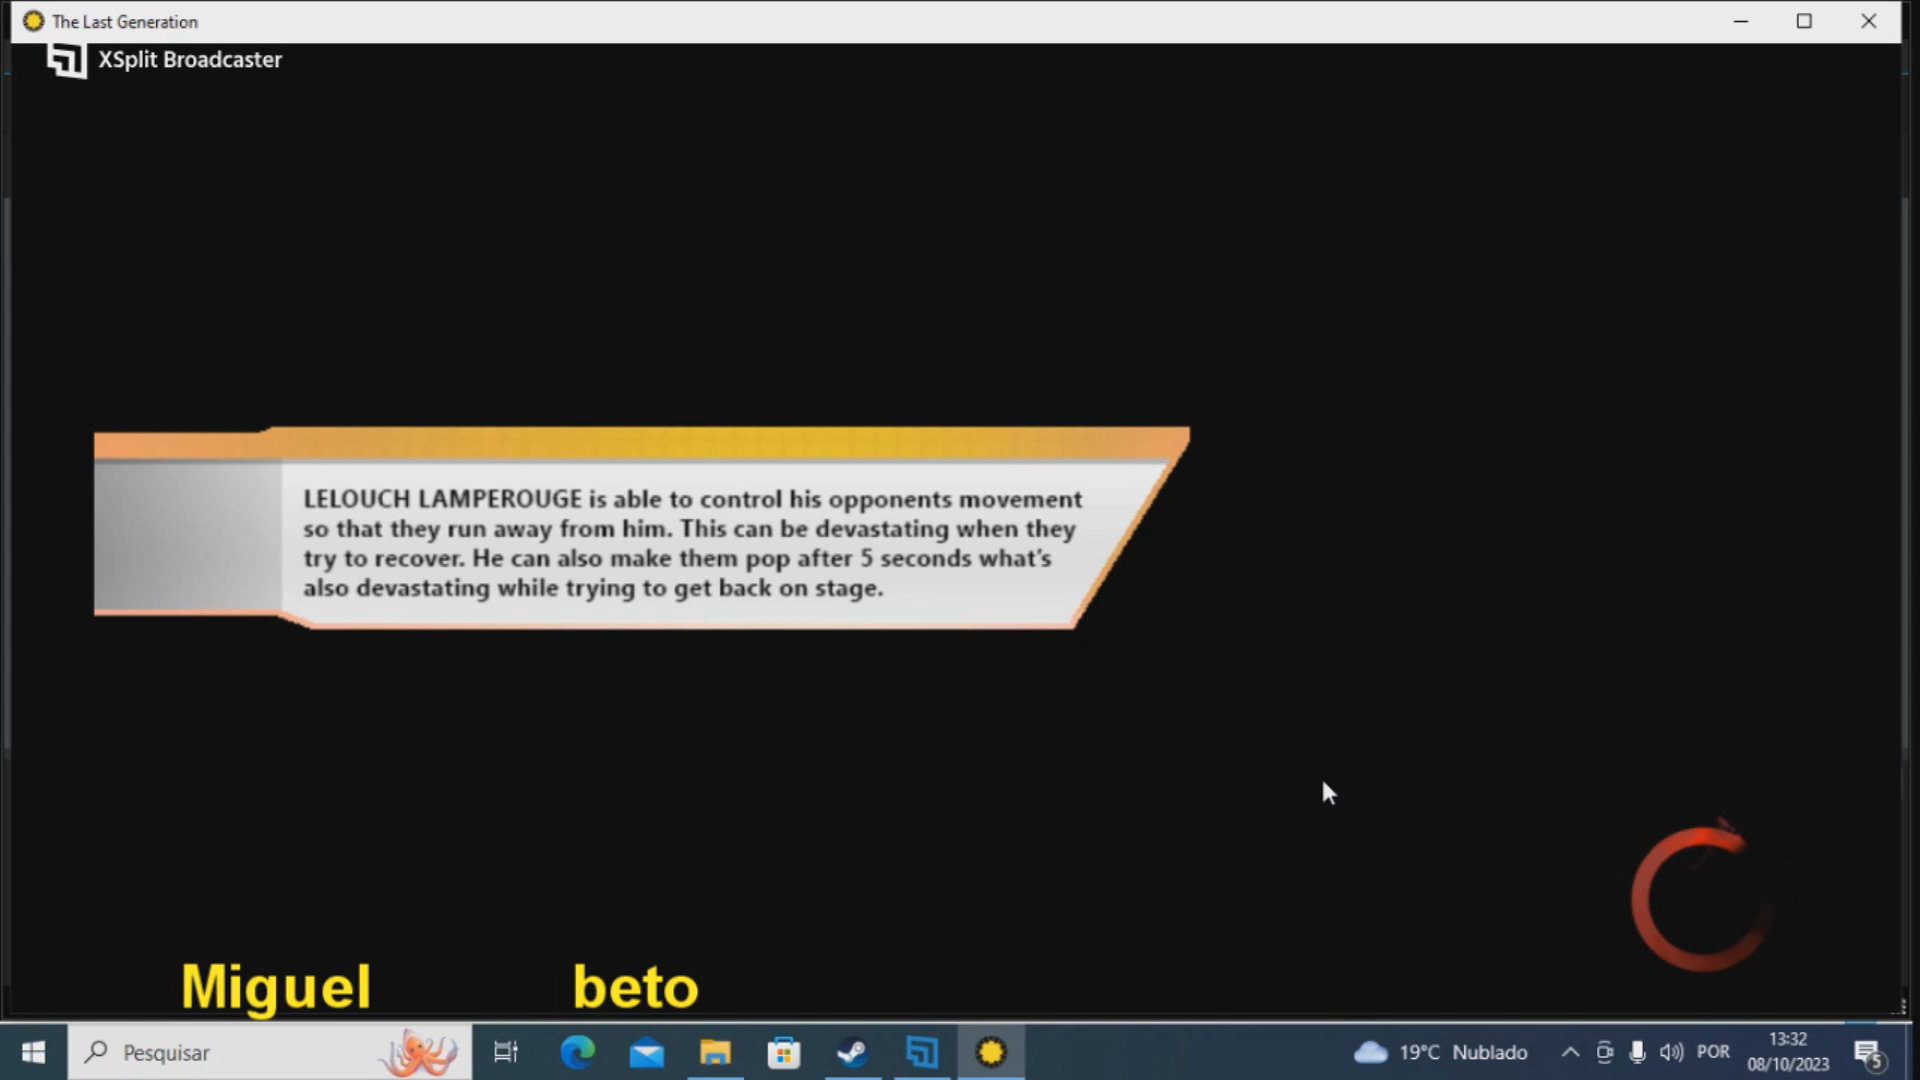 The Last Generation
XSplit Broadcaster
LELOUCH LAMPEROUGE is able to control his opponents movement
so that they run away from him. This can be devastating when they
try to recover. He can also make them pop after 5 seconds what's
also devastating while trying to get back on stage.
Miguel beto
Pesquisar
19°C Nublado
POR
13:32
08/10/2023
5